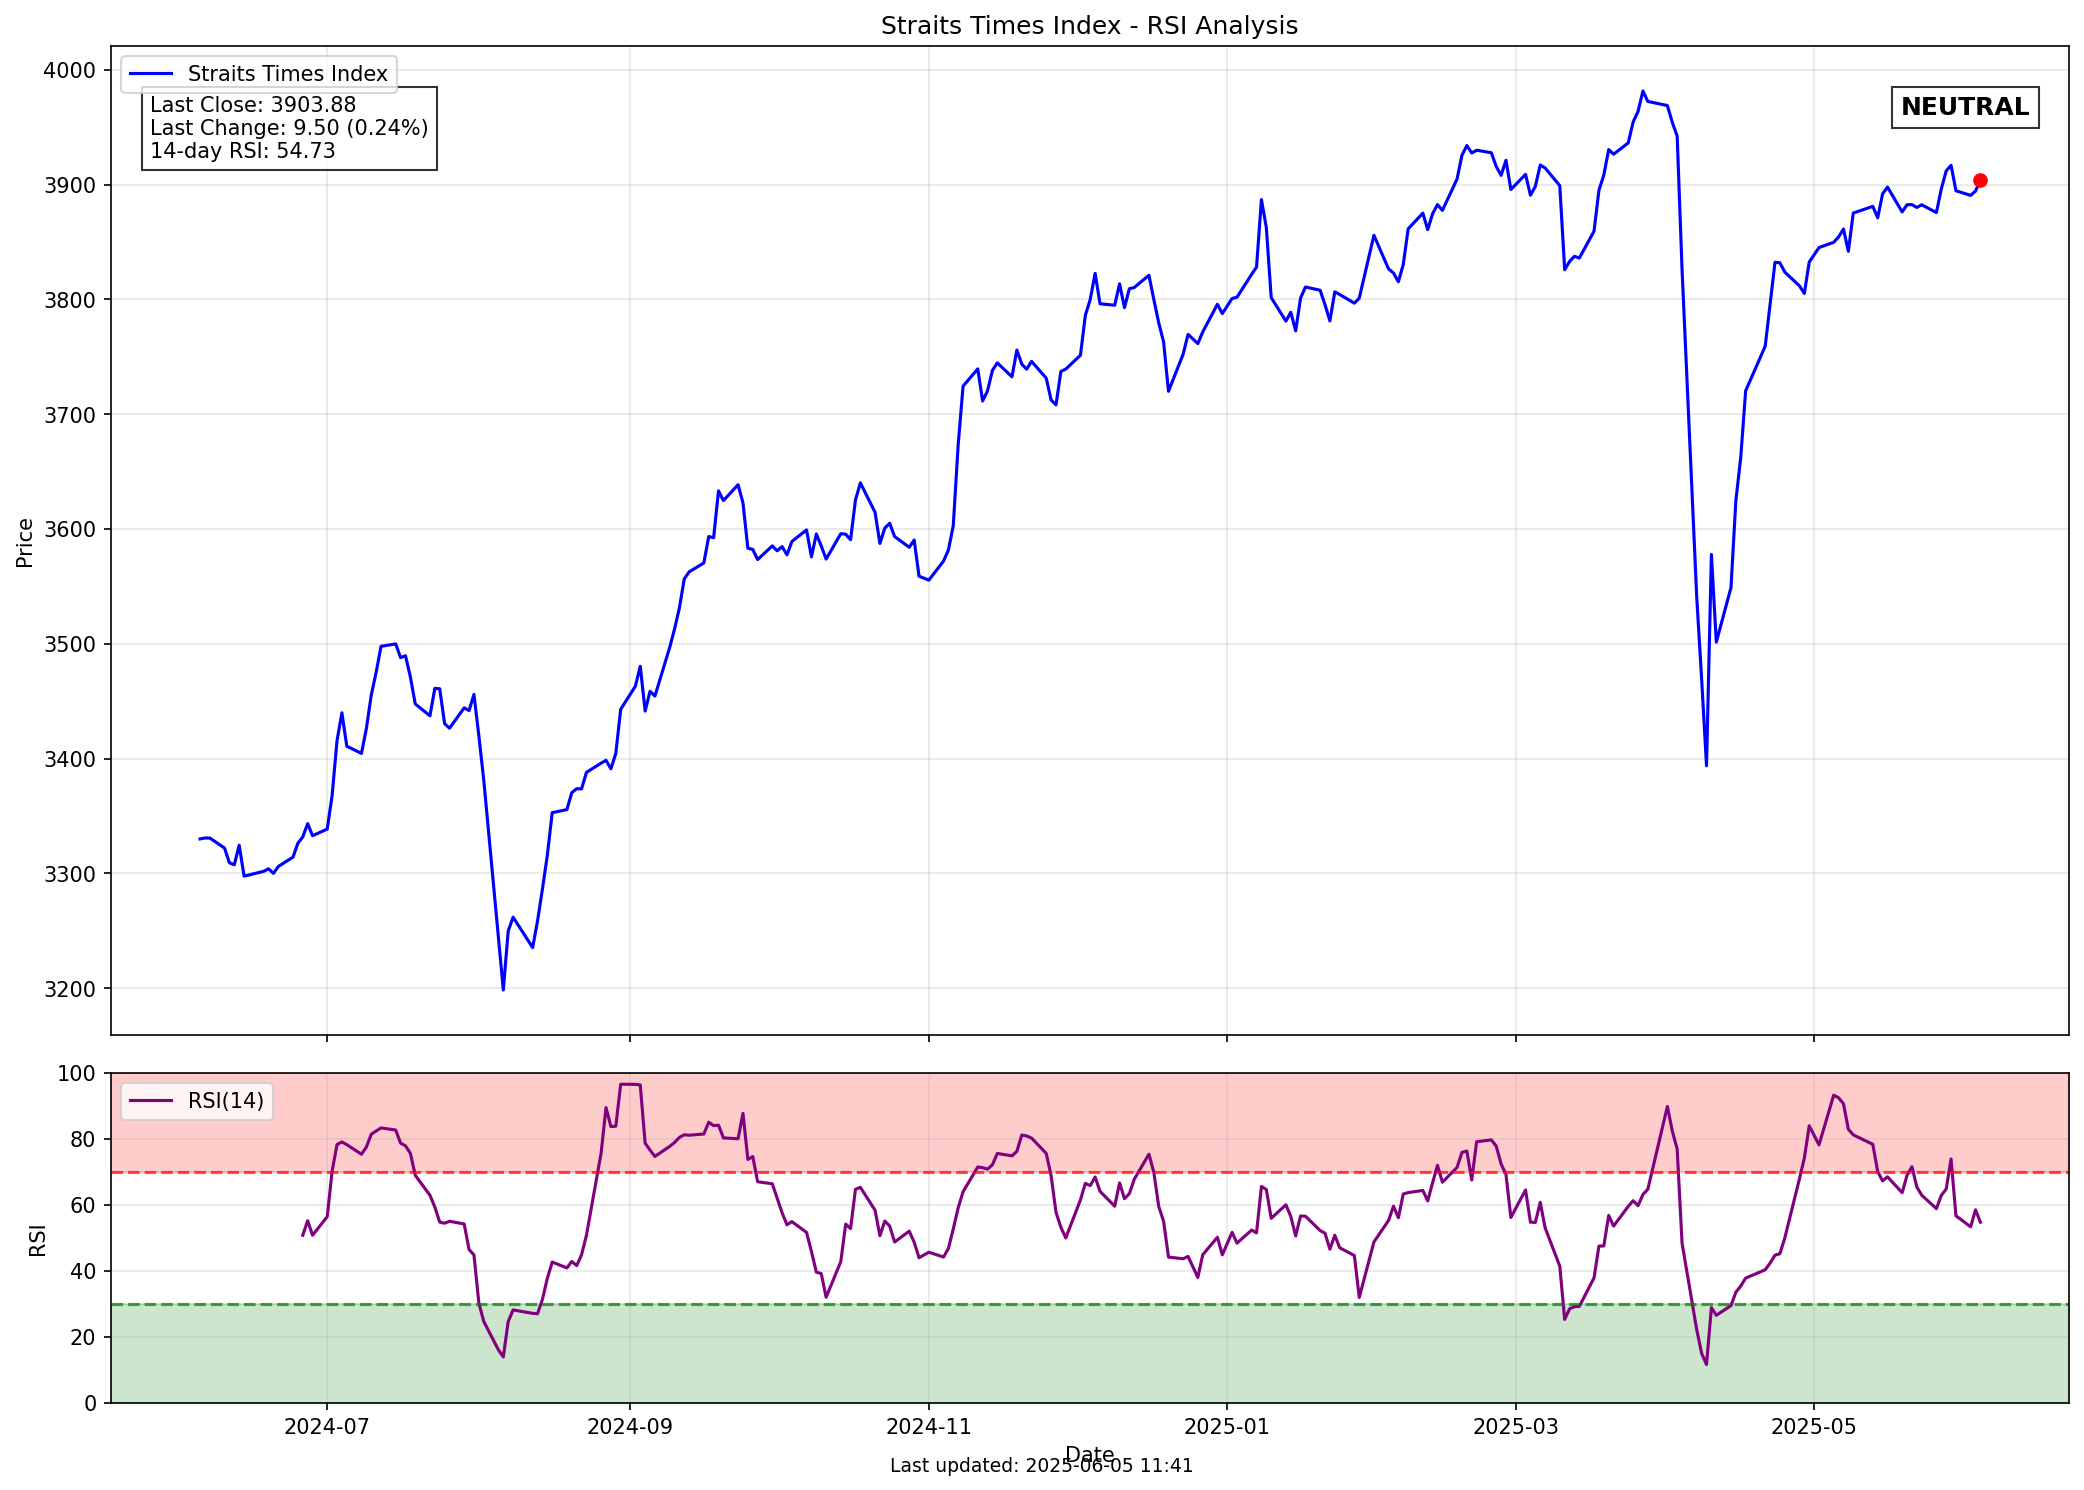 Straits Times Index - RSI Analysis
Straits Times Index
Last Close: 3903.88
Last Change: 9.50 (0.24%)
14-day RSI: 54.73
NEUTRAL
4000
3900
3800
3700
3600
3500
3400
3300
3200
Price
RSI(14)
100
80
60
40
20
0
RSI
2024-07
2024-09
2024-11
2025-01
2025-03
2025-05
Date
Last updated: 2025-06-05 11:41